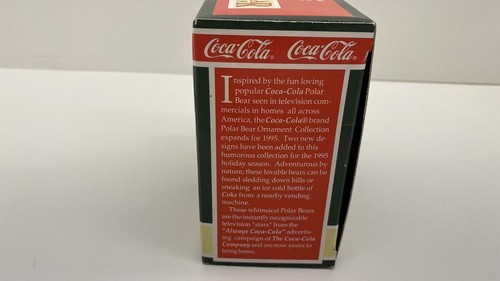 Coca-Cola® Coca-Cola®
Inspired by the fun loving
popular Coca-Cola Polar
Bear seen in television com-
mercials in homes all across
America, the Coca-Cola® brand
Polar Bear Ornament Collection
expands for 1995. Two new de-
signs have been added to this
humorous collection for the 1995
holiday season. Adventurous by
nature, these lovable bears can be
found sledding down hills or
sneaking an ice cold bottle of
Coke from a nearby vending
machine.
These whimsical Polar Bears
are the instantly recognizable
television "stars" from the
"Always Coca-Cola" advertis-
ing campaign of The Coca-Cola
Company and are now yours to
bring home.